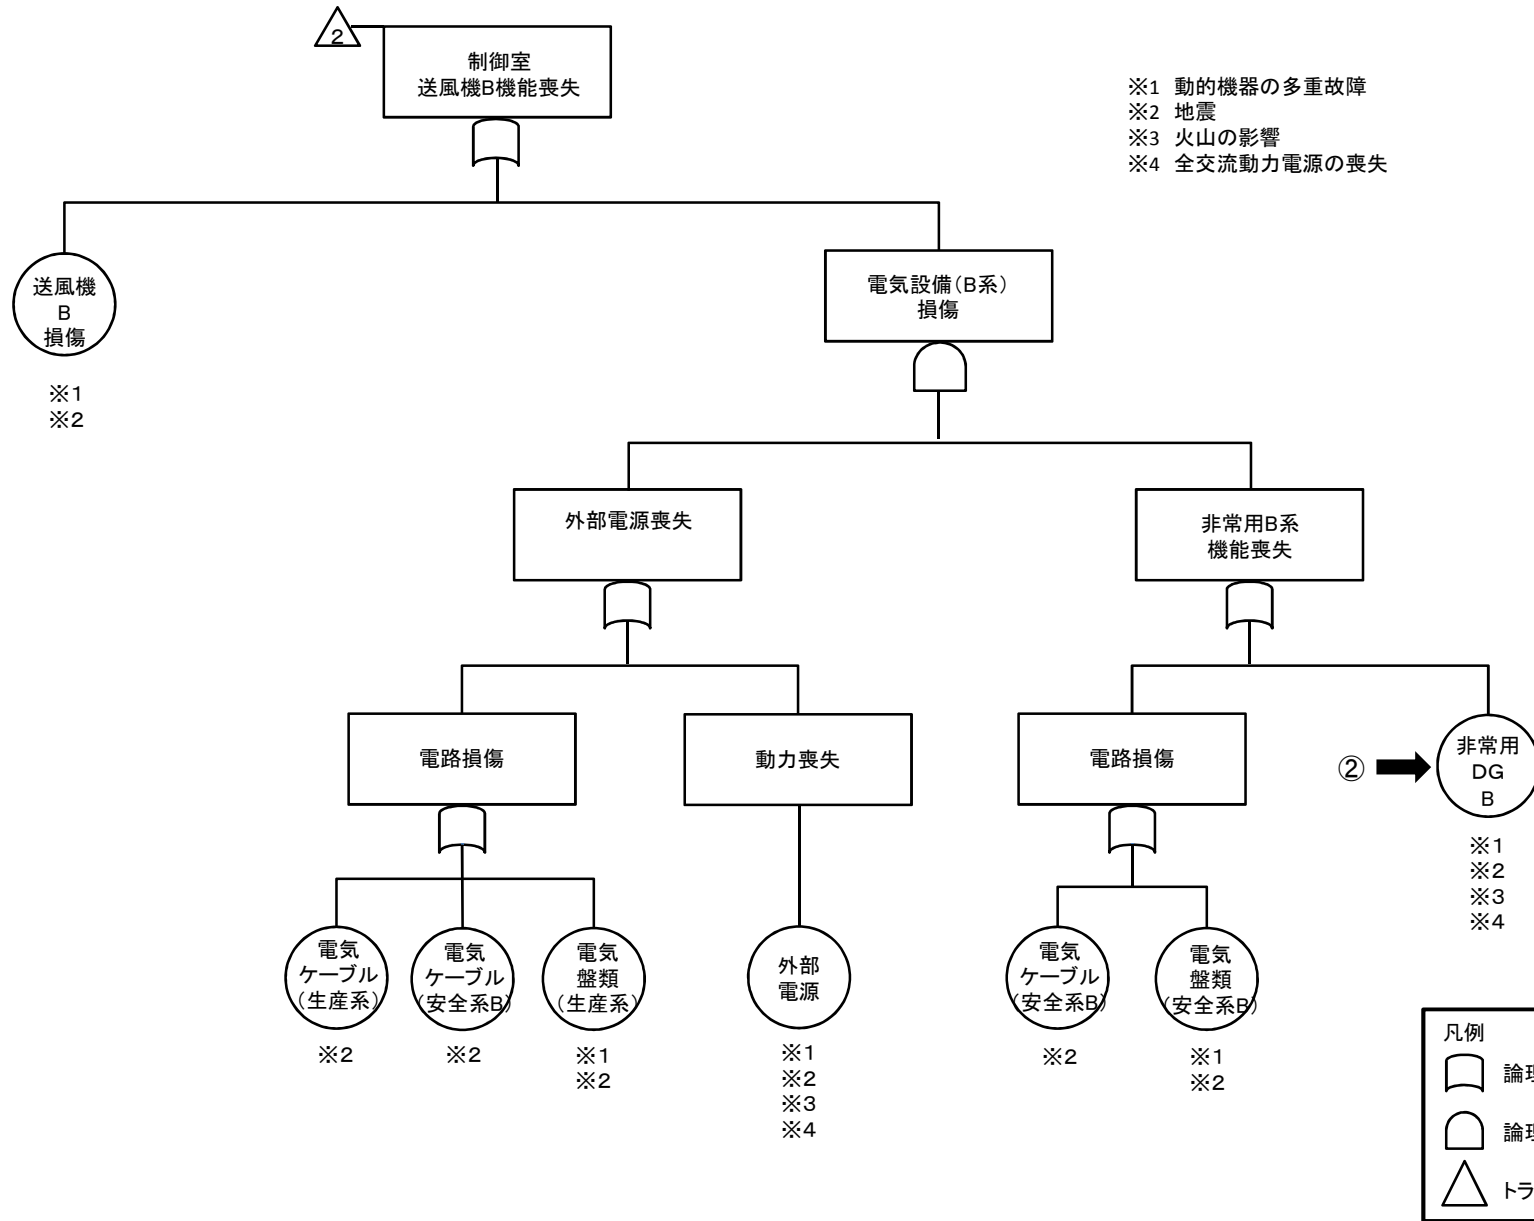 2
制御室
送風機B機能喪失
※1 動的機器の多重故障
※2 地震
※3 火山の影響
※4 全交流動力電源の喪失
送風機
B
損傷
※1
※2
電気設備（B系）
損傷
外部電源喪失
非常用B系
機能喪失
電路損傷
動力喪失
電路損傷
②
非常用
DG
B
※1
※2
※3
※4
電気
ケーブル
（生産系）
※2
電気
ケーブル
（安全系B）
※2
電気
盤類
（生産系）
※1
※2
外部
電源
※1
※2
※3
※4
電気
ケーブル
（安全系B）
※2
電気
盤類
（安全系B）
※1
※2
凡例
論理
論理
トラ